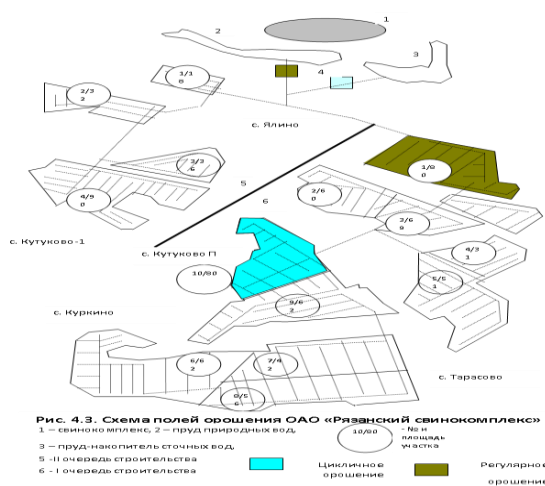 1
2
3
4
1/1
8
2/3
2
с. Ялино
3/3
6
1/8
0
4/9
0
5
2/6
0
6
3/6
9
с. Кутуково-1
с. Кутуково П
4/3
1
10/80
5/5
1
9/6
2
с. Куркино
6/6
2
7/4
2
с. Тарасово
8/5
6
Рис. 4.3. Схема полей орошения ОАО «Рязанский свинокомплекс»
1 – свинокомплекс, 2 – пруд природных вод,
3 – пруд-накопитель сточных вод,
5 -II очередь строительства
6 - I очередь строительства
10/80
- № и
площадь
участка
Цикличное
орошение
Регулярное
орошение